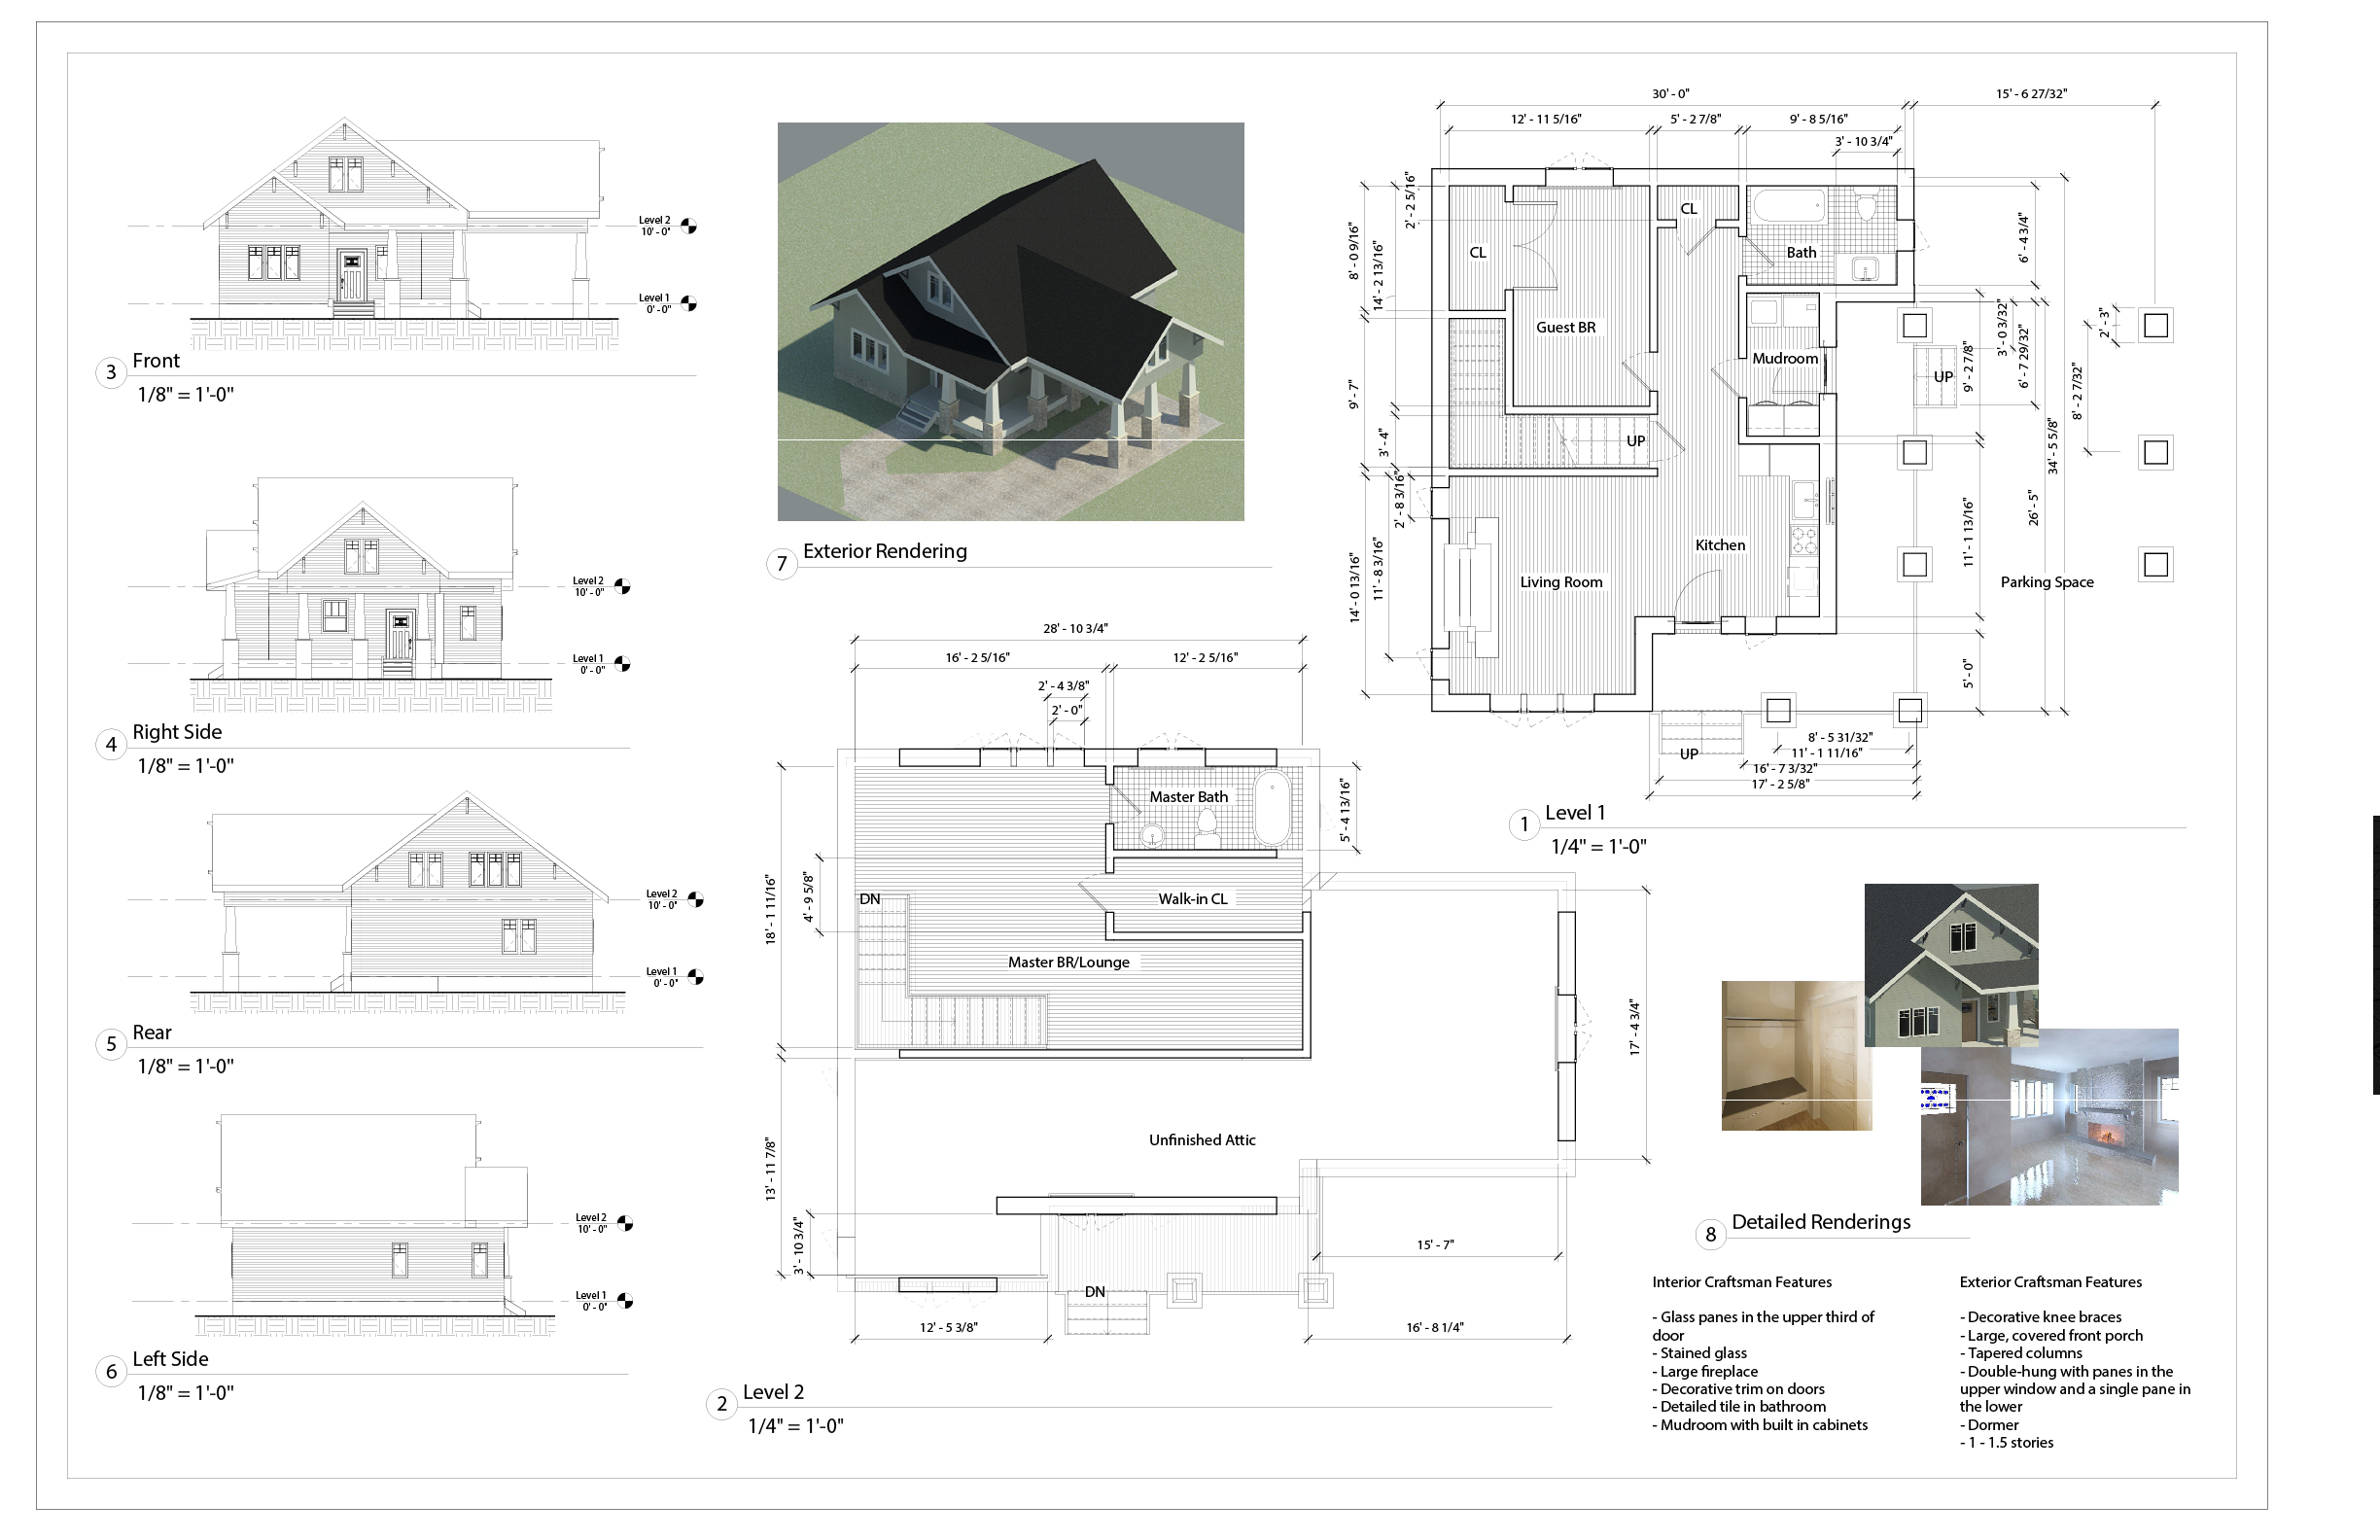 Level 2
10' - 0"
Level 1
0' - 0"
3
Front
1/8" = 1'-0"
Level 2
10' - 0"
Level 1
0' - 0"
4
Right Side
1/8" = 1'-0"
Level 2
10' - 0"
Level 1
0' - 0"
5
Rear
1/8" = 1'-0"
Level 2
10' - 0"
Level 1
0' - 0"
6
Left Side
1/8" = 1'-0"
7
Exterior Rendering
28' - 10 3/4"
16' - 2 5/16"
12' - 2 5/16"
2' - 4 3/8"
2' - 0"
Master Bath
5' - 4 13/16"
18' - 1 11/16"
4' - 9 5/8"
DN
Walk-in CL
Master BR/Lounge
17' - 4 3/4"
Unfinished Attic
13' - 11 7/8"
3' - 10 3/4"
15' - 7"
DN
12' - 5 3/8"
16' - 8 1/4"
2
Level 2
1/4" = 1'-0"
30' - 0"
15' - 6 27/32"
12' - 11 5/16"
5' - 2 7/8"
9' - 8 5/16"
3' - 10 3/4"
2' - 2 5/16"
8' - 0 9/16"
14' - 2 13/16"
CL
CL
Bath
6' - 4 3/4"
Guest BR
Mudroom
3' - 0 3/32"
6' - 7 29/32"
9' - 2 7/8"
2' - 3"
8' - 2 7/32"
UP
9' - 7"
3' - 4"
UP
34' - 5 5/8"
26' - 5"
2' - 8 3/16"
11' - 8 3/16"
14' - 0 13/16"
Kitchen
Living Room
11' - 1 13/16"
Parking Space
5' - 0"
UP
8' - 5 31/32"
11' - 1 11/16"
16' - 7 3/32"
17' - 2 5/8"
1
Level 1
1/4" = 1'-0"
8
Detailed Renderings
Interior Craftsman Features
- Glass panes in the upper third of
door
- Stained glass
- Large fireplace
- Decorative trim on doors
- Detailed tile in bathroom
- Mudroom with built in cabinets
Exterior Craftsman Features
- Decorative knee braces
- Large, covered front porch
- Tapered columns
- Double-hung with panes in the
upper window and a single pane in
the lower
- Dormer
- 1 - 1.5 stories